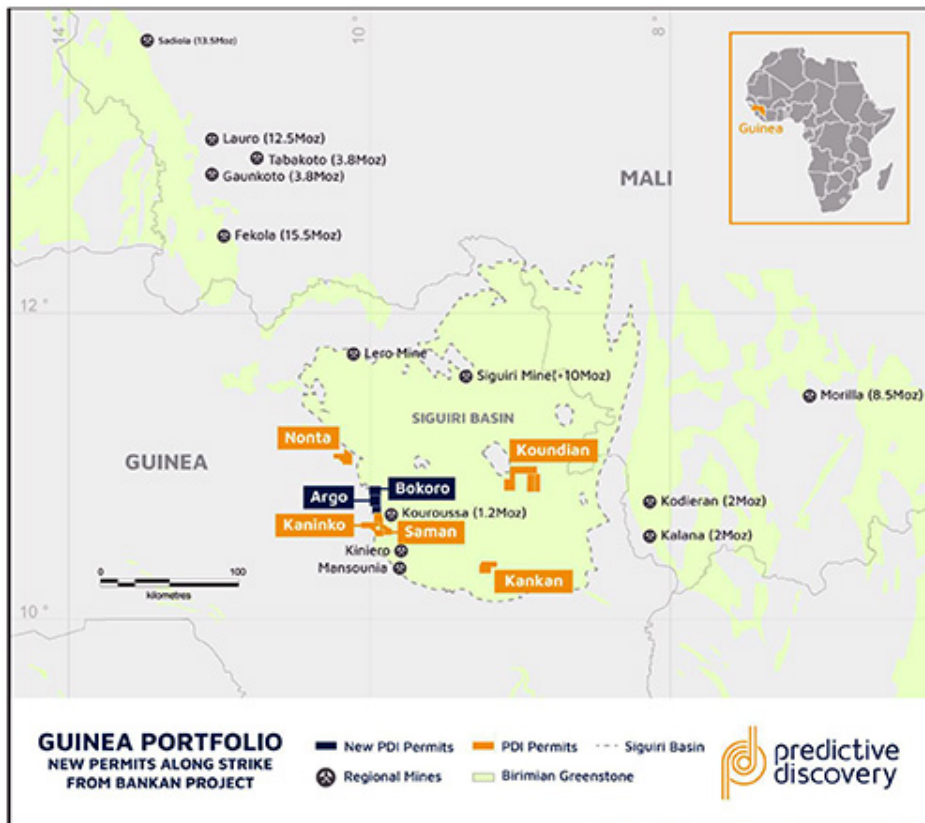 14°
10°
8°
Sadiola (13.5Moz)
Guinea
Lauro (12.5Moz)
Tabakoto (3.8Moz)
Gaunkoto (3.8Moz)
MALI
Fekola (15.5Moz)
12°
Lero Mine
Siguiri Mine(+10Moz)
Morilla (8.5Moz)
SIGUIRI BASIN
Nonta
Koundian
GUINEA
Bokoro
Argo
Kodieran (2Moz)
Kouroussa (1.2Moz)
Kaninko
Saman
Kalana (2Moz)
Kiniero
Mansounia
0 100
kilometres
Kankan
10°
GUINEA PORTFOLIO
NEW PERMITS ALONG STRIKE
FROM BANKAN PROJECT
New PDI Permits
PDI Permits
Siguiri Basin
Regional Mines
Birimian Greenstone
predictive
discovery